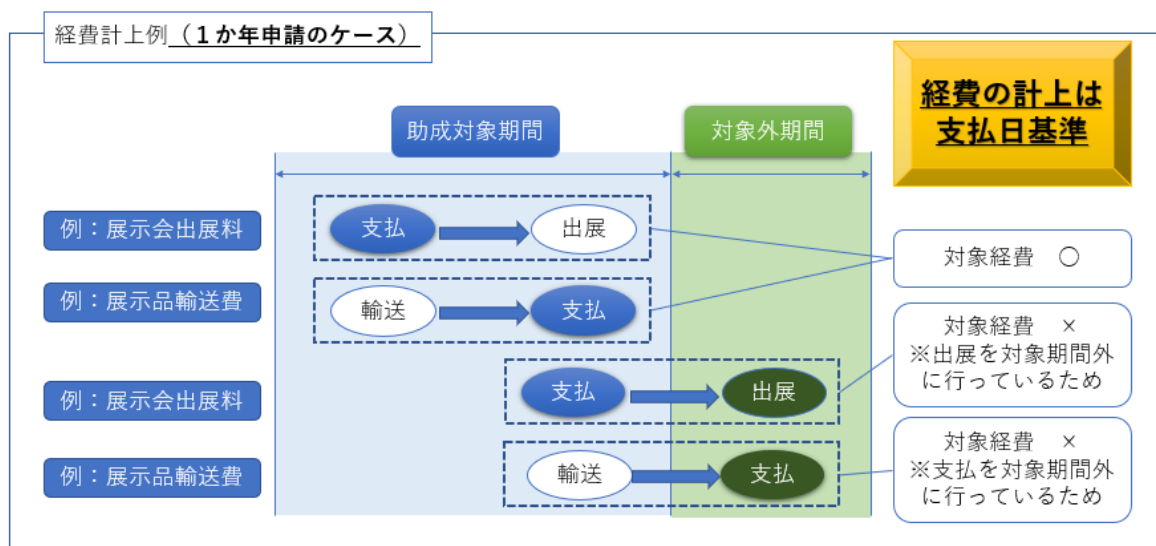 経費計上例（１か年申請のケース）
経費の計上は
支払日基準
助成対象期間
対象外期間
例：展示会出展料
支払
出展
対象経費　○
例：展示品輸送費
輸送
支払
対象経費　×
※出展を対象期間外
に行っているため
例：展示会出展料
支払
出展
対象経費　×
※支払を対象期間外
に行っているため
例：展示品輸送費
輸送
支払